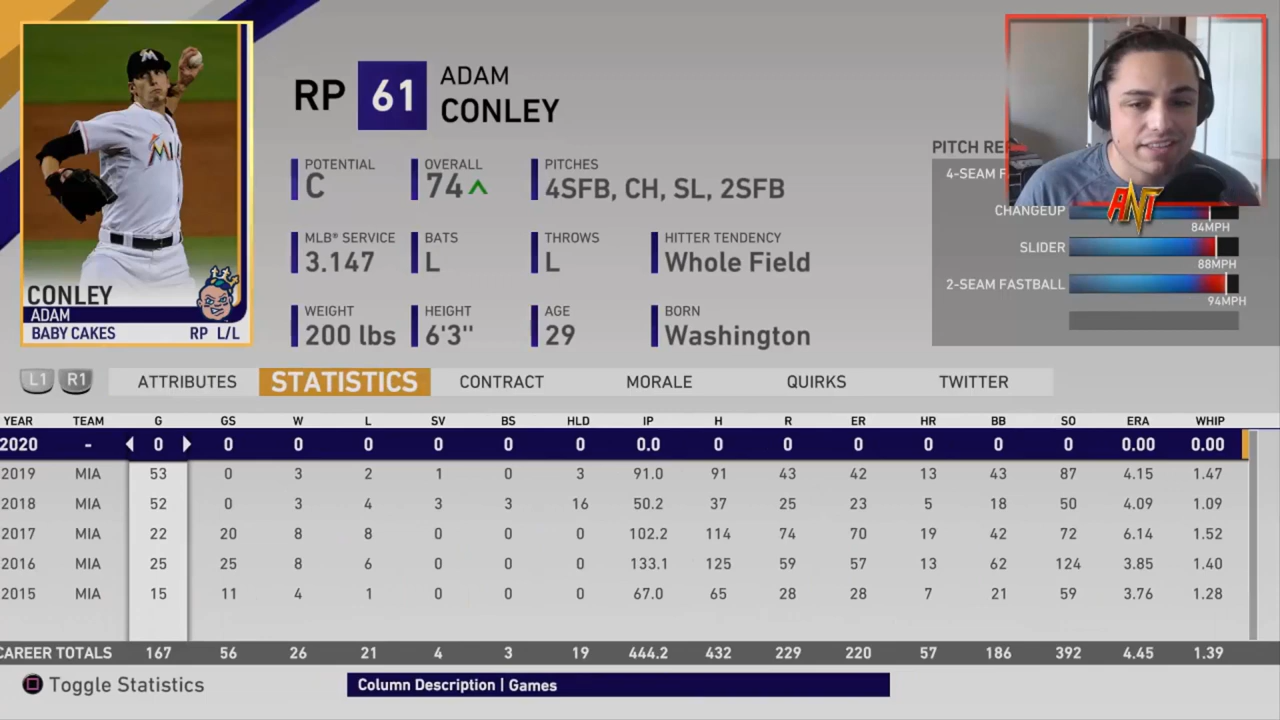 RP 61 ADAM CONLEY
POTENTIAL OVERALL PITCHES
C 74 4SFB, CH, SL, 2SFB
MLB® SERVICE BATS THROWS HITTER TENDENCY
3.147 L L Whole Field
WEIGHT HEIGHT AGE BORN
200 lbs 6'3'' 29 Washington
CONLEY
ADAM
BABY CAKES RP L/L
PITCH RE
4-SEAM F
CHANGEUP
84MPH
SLIDER
88MPH
2-SEAM FASTBALL
94MPH
ANT
L1 R1 ATTRIBUTES STATISTICS CONTRACT MORALE QUIRKS TWITTER
YEAR TEAM G GS W L SV BS HLD IP H R ER HR BB SO ERA WHIP
2020 - 0 0 0 0 0 0 0 0.0 0 0 0 0 0 0 0.00 0.00
2019 MIA 53 0 3 2 1 0 3 91.0 91 43 42 13 43 87 4.15 1.47
2018 MIA 52 0 3 4 3 3 16 50.2 37 25 23 5 18 50 4.09 1.09
2017 MIA 22 20 8 8 0 0 0 102.2 114 74 70 19 42 72 6.14 1.52
2016 MIA 25 25 8 6 0 0 0 133.1 125 59 57 13 62 124 3.85 1.40
2015 MIA 15 11 4 1 0 0 0 67.0 65 28 28 7 21 59 3.76 1.28
CAREER TOTALS 167 56 26 21 4 3 19 444.2 432 229 220 57 186 392 4.45 1.39
Toggle Statistics
Column Description | Games